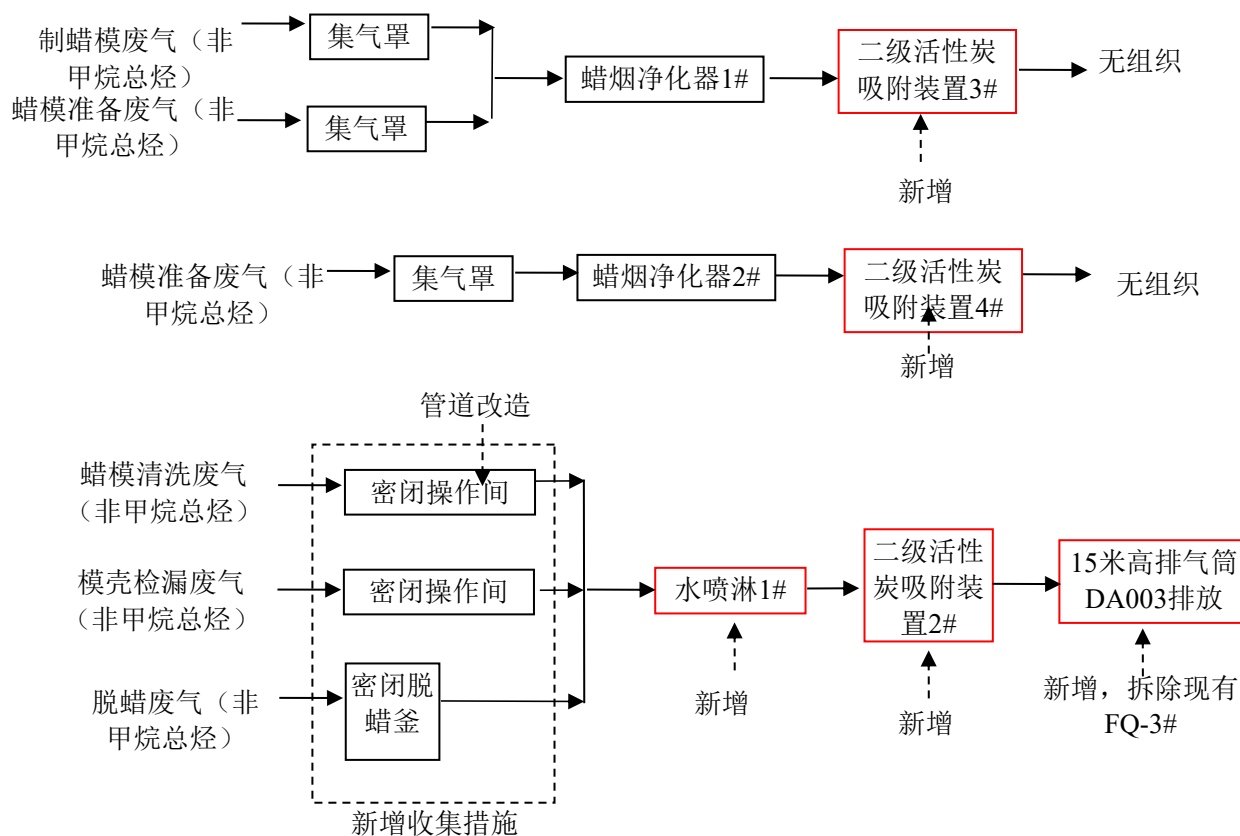 制蜡模废气（非
甲烷总烃）
集气罩
蜡模准备废气（非
甲烷总烃）
集气罩
蜡烟净化器1#
二级活性炭
吸附装置3#
无组织
新增
蜡模准备废气（非
甲烷总烃）
集气罩
蜡烟净化器2#
二级活性炭
吸附装置4#
无组织
新增
管道改造
蜡模清洗废气
（非甲烷总烃）
密闭操作间
模壳检漏废气
（非甲烷总烃）
密闭操作间
脱蜡废气（非
甲烷总烃）
密闭脱
蜡釜
新增收集措施
水喷淋1#
新增
二级活性
炭吸附装
置2#
新增
15米高排气筒
DA003排放
新增，拆除现有
FQ-3#